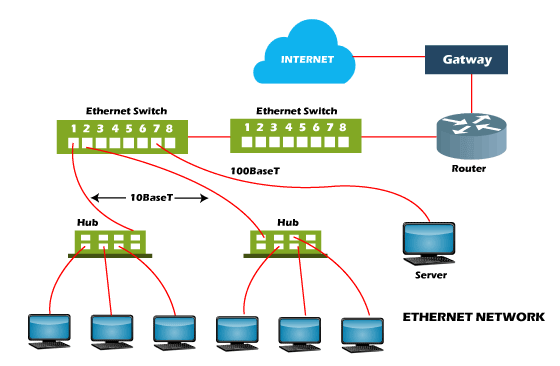 INTERNET
Gatway
Ethernet Switch
1 2 3 4 5 6 7 8
Ethernet Switch
1 2 3 4 5 6 7 8
Router
100BaseT
10BaseT
Hub
Hub
Server
ETHERNET NETWORK